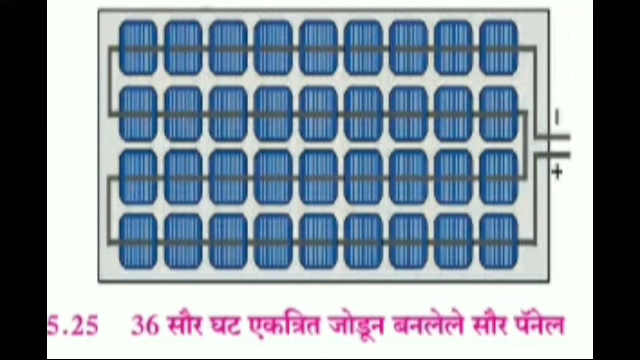 –
+
5.25 36 सौर घट एकत्रित जोडून बनलेले सौर पॅनेल